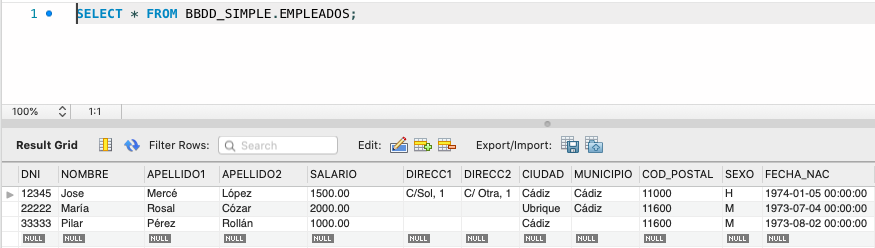 1 SELECT * FROM BBDD_SIMPLE.EMPLEADOS;
100% 1:1
Result Grid Filter Rows: Search Edit: Export/Import:
DNI NOMBRE APELLIDO1 APELLIDO2 SALARIO DIRECC1 DIRECC2 CIUDAD MUNICIPIO COD_POSTAL SEXO FECHA_NAC
12345 Jose Mercé López 1500.00 C/Sol, 1 C/ Otra, 1 Cádiz Cádiz 11000 H 1974-01-05 00:00:00
22222 María Rosal Cózar 2000.00 Ubrique Cádiz 11600 M 1973-07-04 00:00:00
33333 Pilar Pérez Rollán 1000.00 Cádiz 11600 M 1973-08-02 00:00:00
NULL NULL NULL NULL NULL NULL NULL NULL NULL NULL NULL NULL